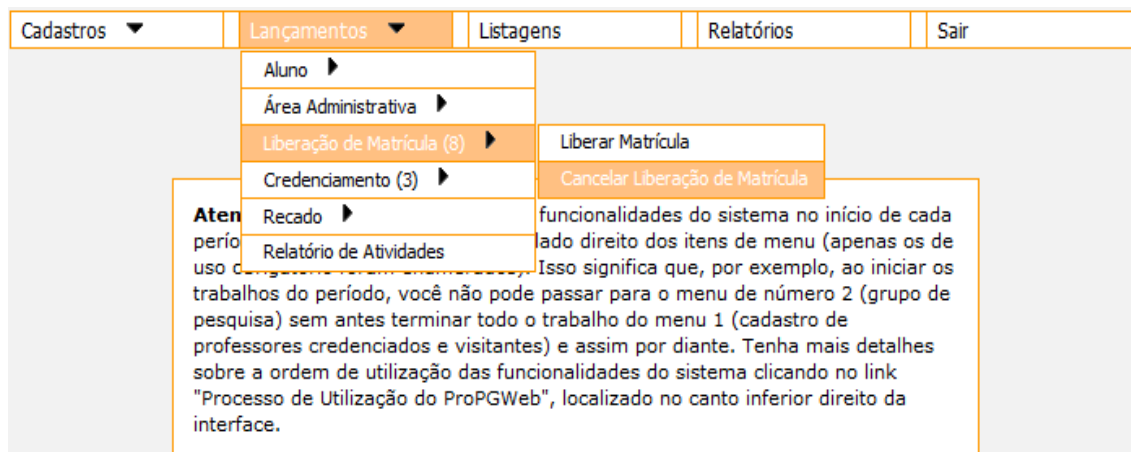 Cadastros Lançamentos Listagens Relatórios Sair
Aluno
Área Administrativa
Liberação de Matrícula (8) Liberar Matrícula
Credenciamento (3) Cancelar Liberação de Matrícula
Recado
Relatório de Atividades
funcionalidades do sistema no início de cada
lado direito dos itens de menu (apenas os de
uso Isso significa que, por exemplo, ao iniciar os
trabalhos do período, você não pode passar para o menu de número 2 (grupo de
pesquisa) sem antes terminar todo o trabalho do menu 1 (cadastro de
professores credenciados e visitantes) e assim por diante. Tenha mais detalhes
sobre a ordem de utilização das funcionalidades do sistema clicando no link
"Processo de Utilização do ProPGWeb", localizado no canto inferior direito da
interface.